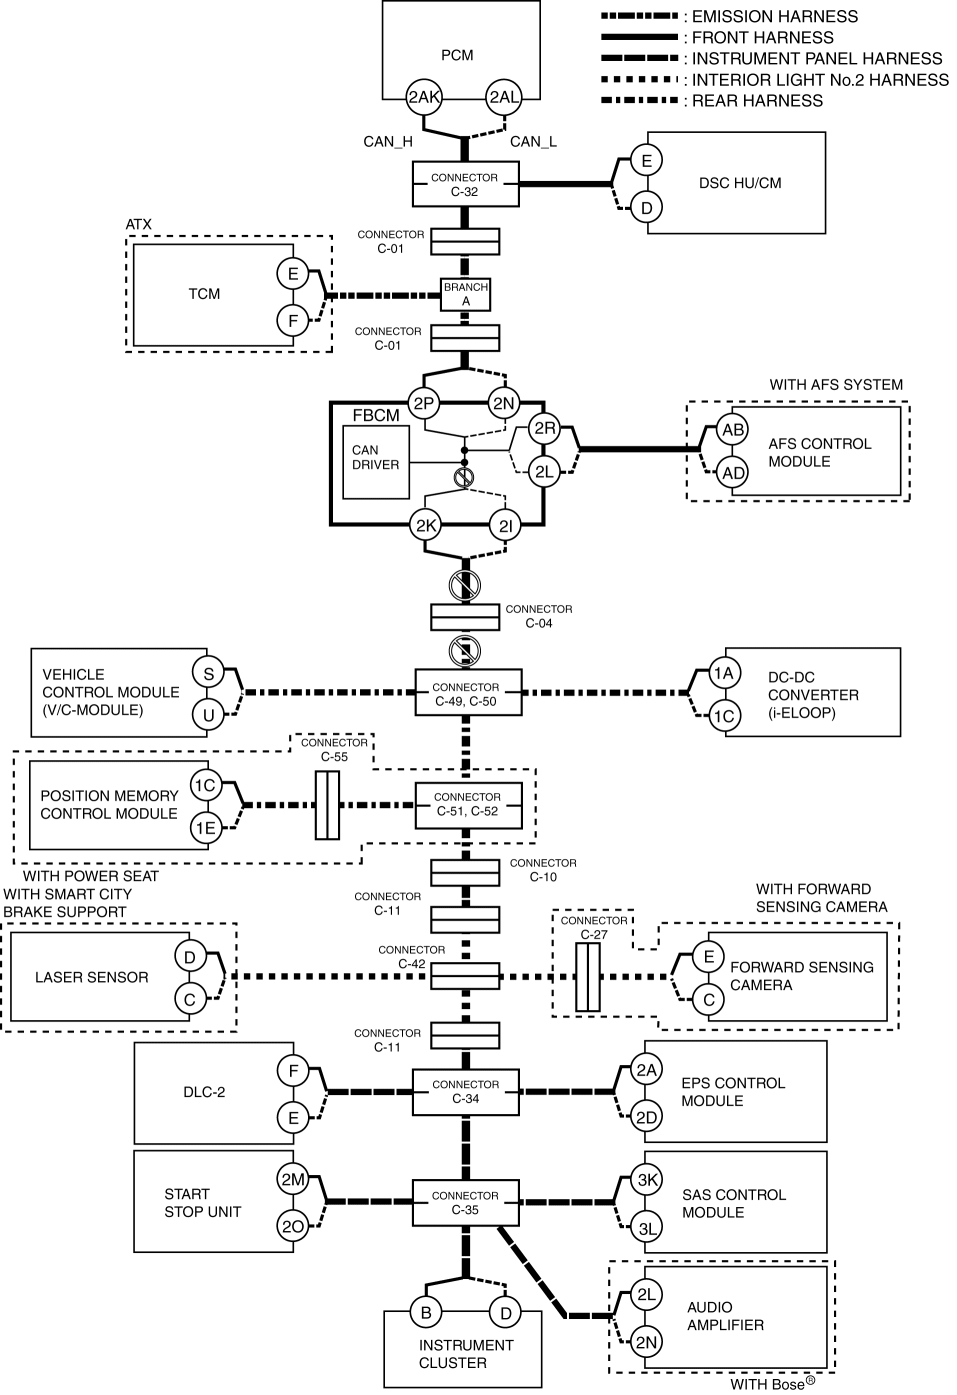 PCM
: EMISSION HARNESS
: FRONT HARNESS
: INSTRUMENT PANEL HARNESS
: INTERIOR LIGHT No.2 HARNESS
: REAR HARNESS
2AK
2AL
CAN_H
CAN_L
CONNECTOR
C-32
E
D
DSC HU/CM
ATX
CONNECTOR
C-01
TCM
E
F
BRANCH
A
CONNECTOR
C-01
WITH AFS SYSTEM
2P
2N
FBCM
CAN
DRIVER
2R
2L
AB
AD
AFS CONTROL
MODULE
2K
2I
CONNECTOR
C-04
VEHICLE
CONTROL MODULE
(V/C-MODULE)
S
U
CONNECTOR
C-49, C-50
1A
1C
DC-DC
CONVERTER
(i-ELOOP)
CONNECTOR
C-55
POSITION MEMORY
CONTROL MODULE
1C
1E
CONNECTOR
C-51, C-52
WITH POWER SEAT
CONNECTOR
C-10
WITH SMART CITY
BRAKE SUPPORT
CONNECTOR
C-11
WITH FORWARD
SENSING CAMERA
CONNECTOR
C-27
LASER SENSOR
D
C
CONNECTOR
C-42
E
C
FORWARD SENSING
CAMERA
CONNECTOR
C-11
DLC-2
F
E
CONNECTOR
C-34
2A
2D
EPS CONTROL
MODULE
START
STOP UNIT
2M
2O
CONNECTOR
C-35
3K
3L
SAS CONTROL
MODULE
B
D
INSTRUMENT
CLUSTER
2L
2N
AUDIO
AMPLIFIER
WITH Bose®